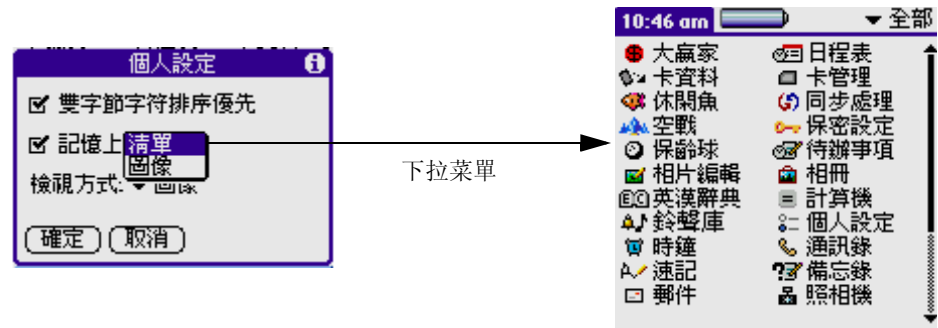 個人設定
雙字節字符排序優先
記憶上
清單
圖像
檢視方式: 圖像
確定 取消
下拉菜單
10:46 am 全部
大贏家 日程表
卡資料 卡管理
休閒魚 同步處理
空戰 保密設定
保齡球 待辦事項
相片編輯 相冊
英漢辭典 計算機
鈴聲庫 個人設定
時鐘 通訊錄
速記 備忘錄
郵件 照相機